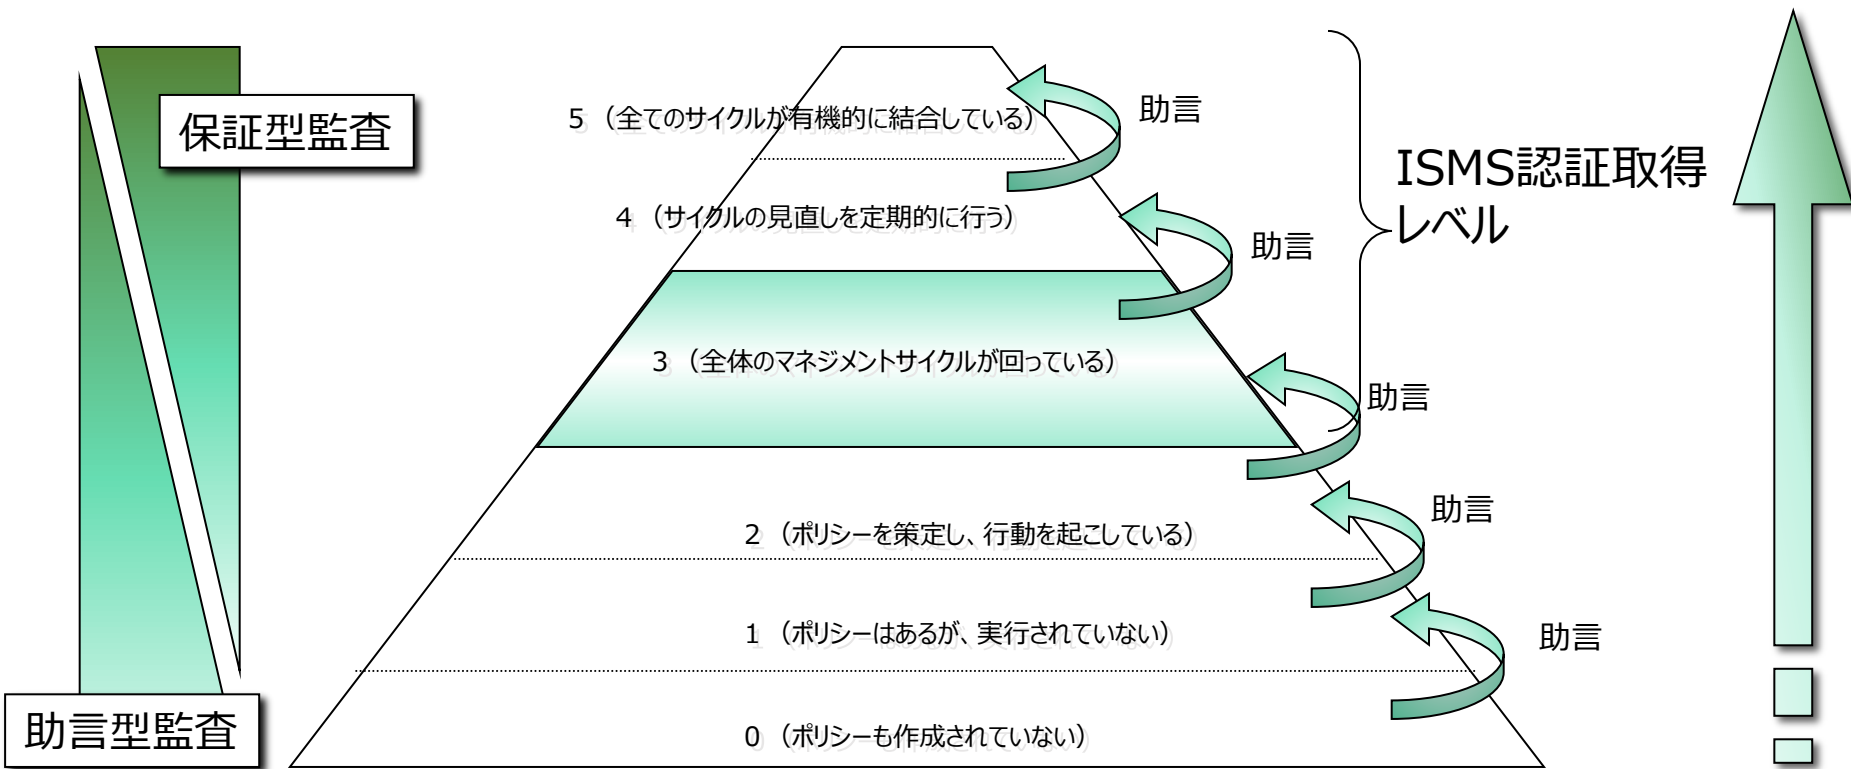 保証型監査
助言型監査
5（全てのサイクルが有機的に結合している）
4（サイクルの見直しを定期的に行う）
3（全体のマネジメントサイクルが回っている）
2（ポリシーを策定し、行動を起こしている）
1（ポリシーはあるが、実行されていない）
0（ポリシーも作成されていない）
助言
助言
助言
助言
助言
ISMS認証取得
レベル